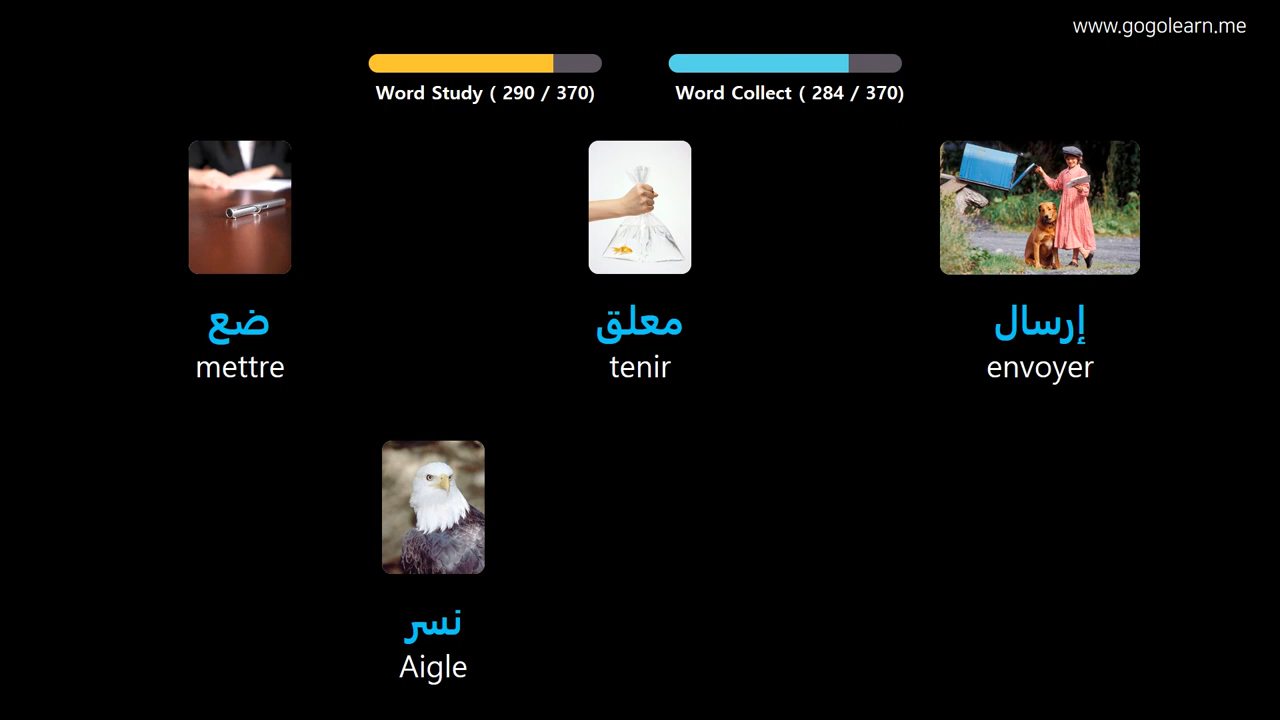 www.gogolearn.me
Word Study ( 290 / 370)
Word Collect ( 284 / 370)
ضع
mettre
معلق
tenir
إرسال
envoyer
نسر
Aigle